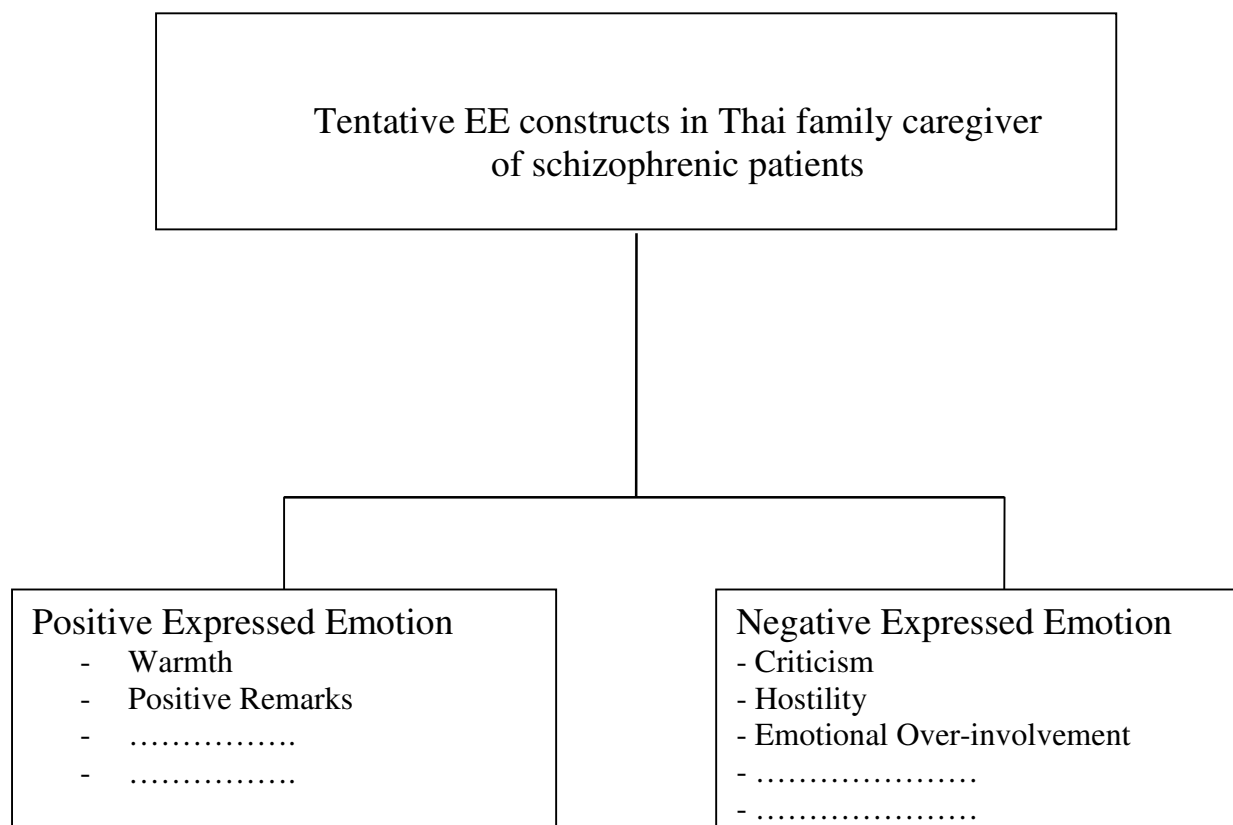 Tentative EE constructs in Thai family caregiver
of schizophrenic patients
Positive Expressed Emotion
- Warmth
- Positive Remarks
- …………….
- …………….
Negative Expressed Emotion
- Criticism
- Hostility
- Emotional Over-involvement
- …………………
- …………………